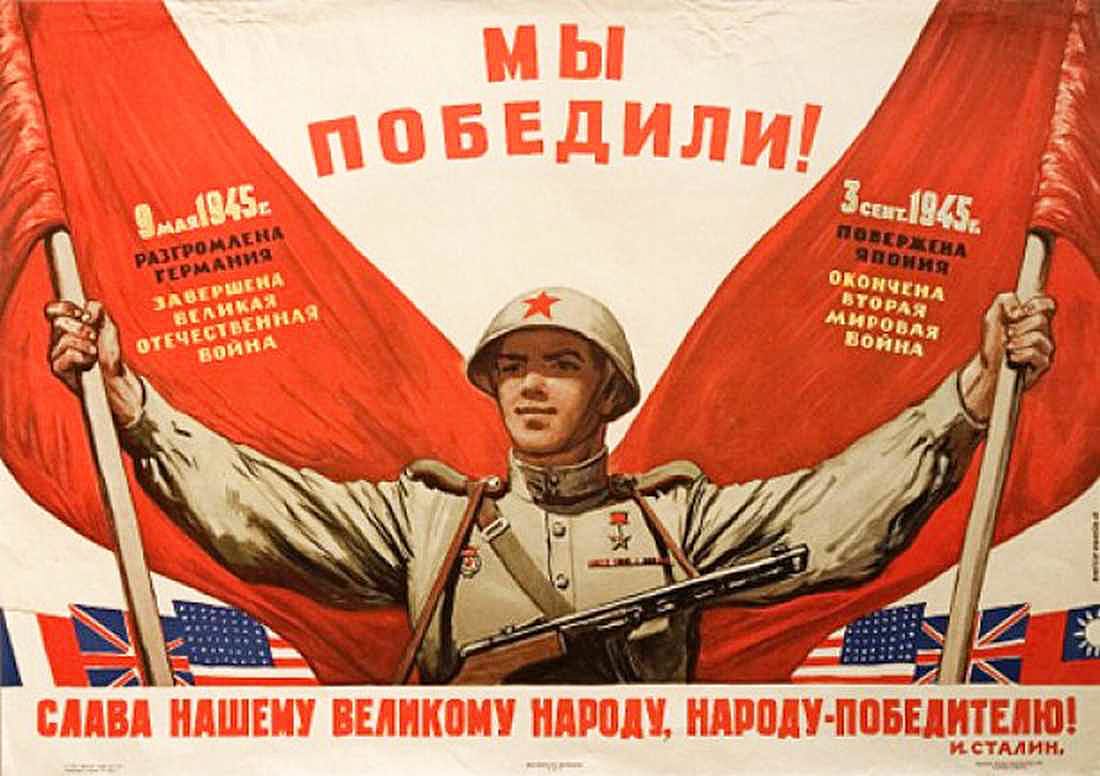 МЫ
ПОБЕДИЛИ!
9 МАЯ 1945 г.
РАЗГРОМЛЕНА
ГЕРМАНИЯ
ЗАВЕРШЕНА
ВЕЛИКАЯ
ОТЕЧЕСТВЕННАЯ
ВОЙНА
3 СЕНТ. 1945 г.
ПОВЕРЖЕНА
ЯПОНИЯ
ОКОНЧЕНА
ВТОРАЯ
МИРОВАЯ
ВОЙНА
СЛАВА НАШЕМУ ВЕЛИКОМУ НАРОДУ, НАРОДУ-ПОБЕДИТЕЛЮ!
И. СТАЛИН.